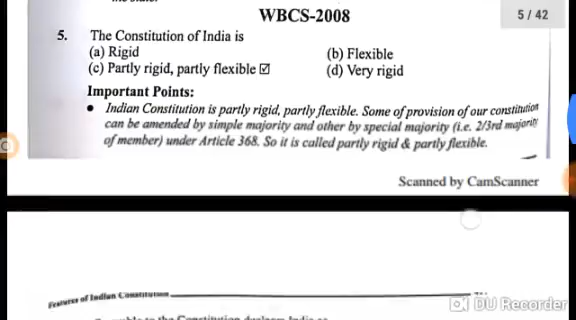 WBCS-2008
5 / 42
5. The Constitution of India is
(a) Rigid (b) Flexible
(c) Partly rigid, partly flexible ☑ (d) Very rigid
Important Points:
• Indian Constitution is partly rigid, partly flexible. Some of provision of our constitution
can be amended by simple majority and other by special majority (i.e. 2/3rd majority
of member) under Article 368. So it is called partly rigid & partly flexible.
Scanned by CamScanner
Features of Indian Constitution
DU Recorder
the Constitution